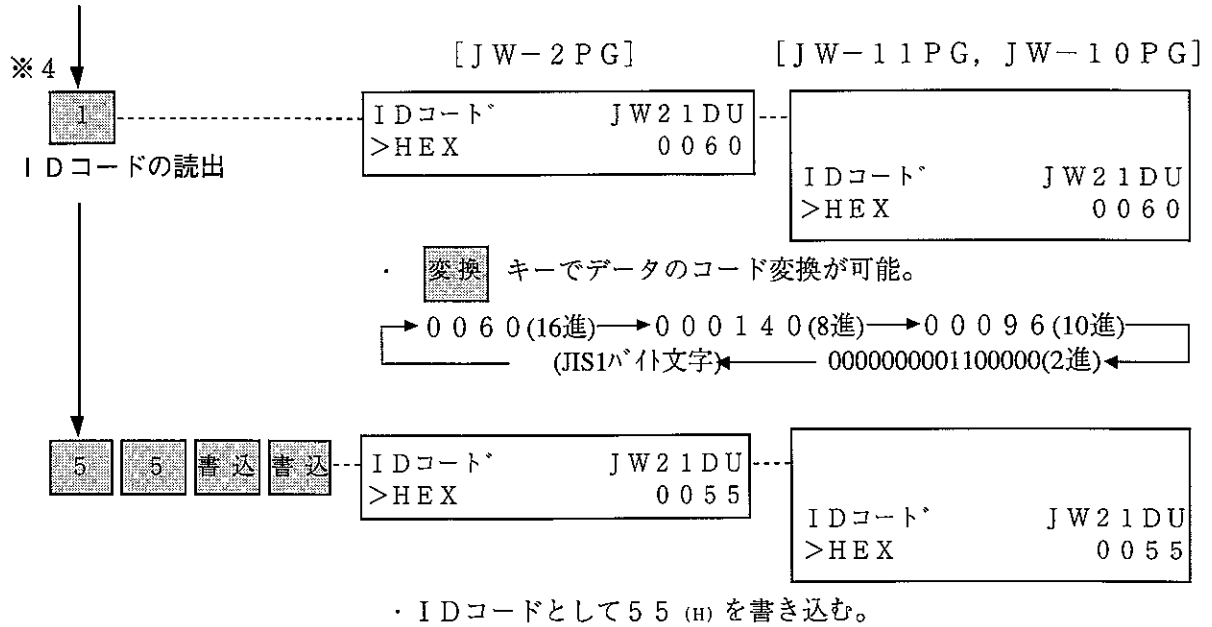 [JW-2PG] [JW-11PG, JW-10PG]
※4
1
IDコードの読出
IDコード JW21DU
>HEX 0060
IDコード JW21DU
>HEX 0060
・ 変換 キーでデータのコード変換が可能。
0060(16進) 000140(8進) 00096(10進)
(JIS1バイト文字) 0000000001100000(2進)
5 5 書込 書込
IDコード JW21DU
>HEX 0055
IDコード JW21DU
>HEX 0055
・IDコードとして55(H)を書き込む。